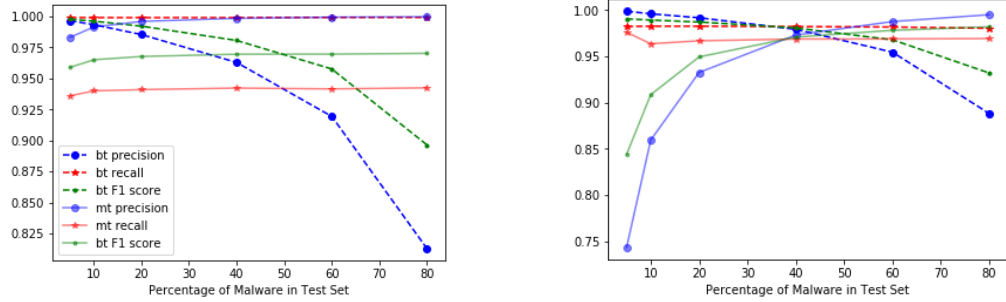 1.000
0.975
0.950
0.925
0.900
0.875
0.850
0.825
bt precision
bt recall
bt F1 score
mt precision
mt recall
bt F1 score
10 20 30 40 50 60 70 80
Percentage of Malware in Test Set
1.00
0.95
0.90
0.85
0.80
0.75
10 20 30 40 50 60 70 80
Percentage of Malware in Test Set